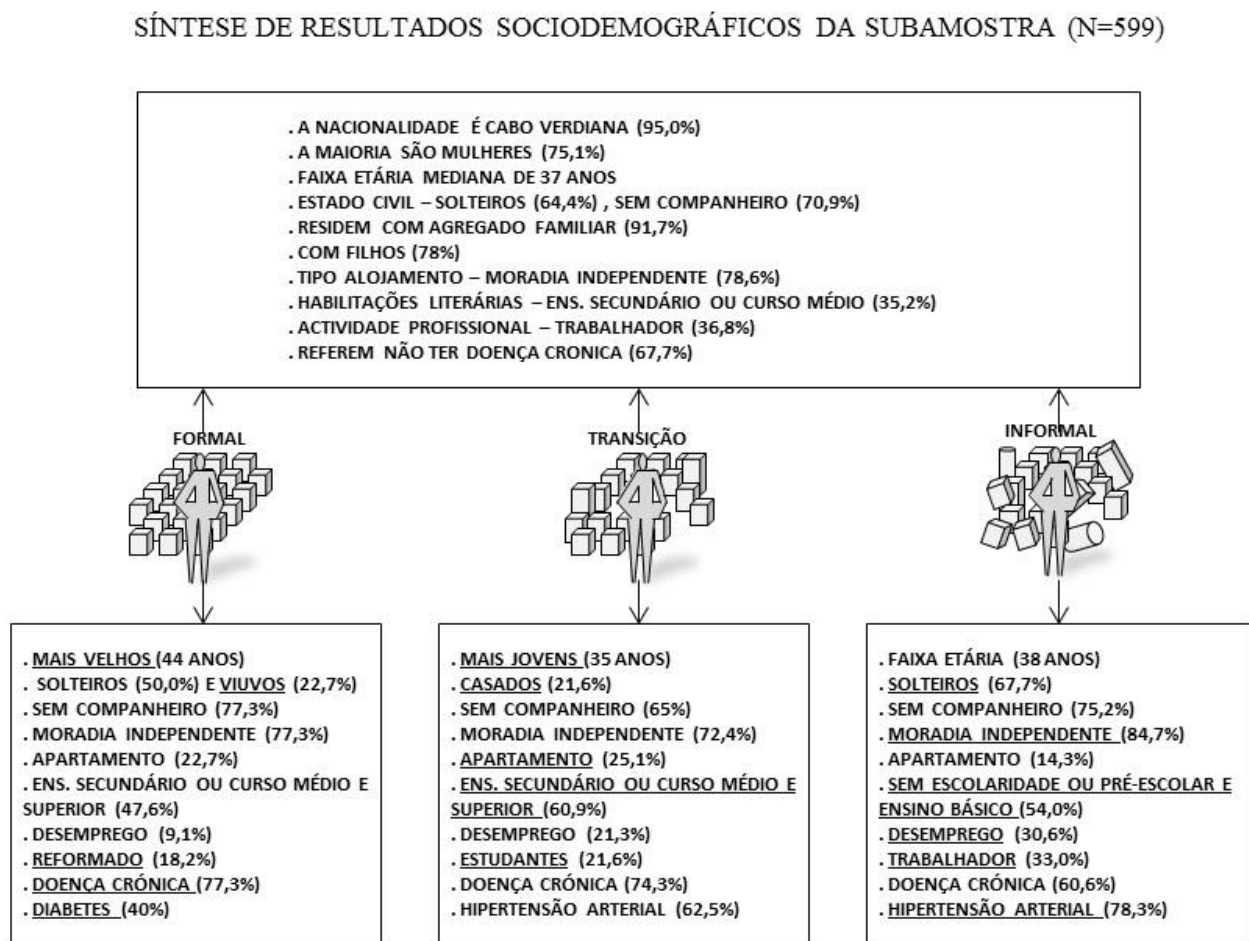 SÍNTESE DE RESULTADOS SOCIODEMOGRÁFICOS DA SUBAMOSTRA (N=599)
. A NACIONALIDADE É CABO VERDIANA (95,0%)
. A MAIORIA SÃO MULHERES (75,1%)
. FAIXA ETÁRIA MEDIANA DE 37 ANOS
. ESTADO CIVIL – SOLTEIROS (64,4%) , SEM COMPANHEIRO (70,9%)
. RESIDEM COM AGREGADO FAMILIAR (91,7%)
. COM FILHOS (78%)
. TIPO ALOJAMENTO – MORADIA INDEPENDENTE (78,6%)
. HABILITAÇÕES LITERÁRIAS – ENS. SECUNDÁRIO OU CURSO MÉDIO (35,2%)
. ACTIVIDADE PROFISSIONAL – TRABALHADOR (36,8%)
. REFEREM NÃO TER DOENÇA CRONICA (67,7%)
FORMAL
TRANSIÇÃO
INFORMAL
. MAIS VELHOS (44 ANOS)
. SOLTEIROS (50,0%) E VIUVOS (22,7%)
. SEM COMPANHEIRO (77,3%)
. MORADIA INDEPENDENTE (77,3%)
. APARTAMENTO (22,7%)
. ENS. SECUNDÁRIO OU CURSO MÉDIO E
SUPERIOR (47,6%)
. DESEMPREGO (9,1%)
. REFORMADO (18,2%)
. DOENÇA CRÓNICA (77,3%)
. DIABETES (40%)
. MAIS JOVENS (35 ANOS)
. CASADOS (21,6%)
. SEM COMPANHEIRO (65%)
. MORADIA INDEPENDENTE (72,4%)
. APARTAMENTO (25,1%)
. ENS. SECUNDÁRIO OU CURSO MÉDIO E
SUPERIOR (60,9%)
. DESEMPREGO (21,3%)
. ESTUDANTES (21,6%)
. DOENÇA CRÓNICA (74,3%)
. HIPERTENSÃO ARTERIAL (62,5%)
. FAIXA ETÁRIA (38 ANOS)
. SOLTEIROS (67,7%)
. SEM COMPANHEIRO (75,2%)
. MORADIA INDEPENDENTE (84,7%)
. APARTAMENTO (14,3%)
. SEM ESCOLARIDADE OU PRÉ-ESCOLAR E
ENSINO BÁSICO (54,0%)
. DESEMPREGO (30,6%)
. TRABALHADOR (33,0%)
. DOENÇA CRÓNICA (60,6%)
. HIPERTENSÃO ARTERIAL (78,3%)